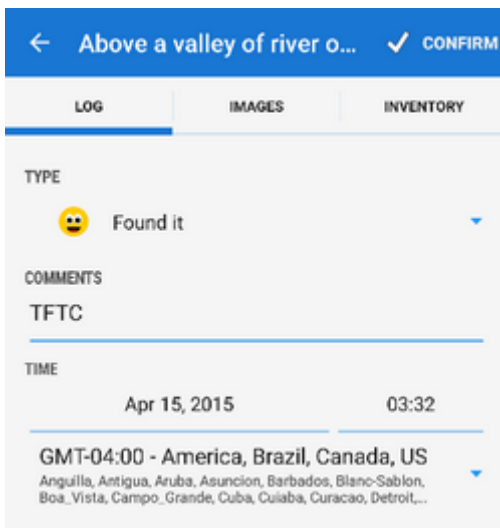 Above a valley of river o... CONFIRM
LOG IMAGES INVENTORY
TYPE
Found it
COMMENTS
TFTC
TIME
Apr 15, 2015 03:32
GMT-04:00 - America, Brazil, Canada, US
Anguilla, Antigua, Aruba, Asuncion, Barbados, Blanc-Sablon,
Boa_Vista, Campo_Grande, Cuba, Cuiaba, Curacao, Detroit,...